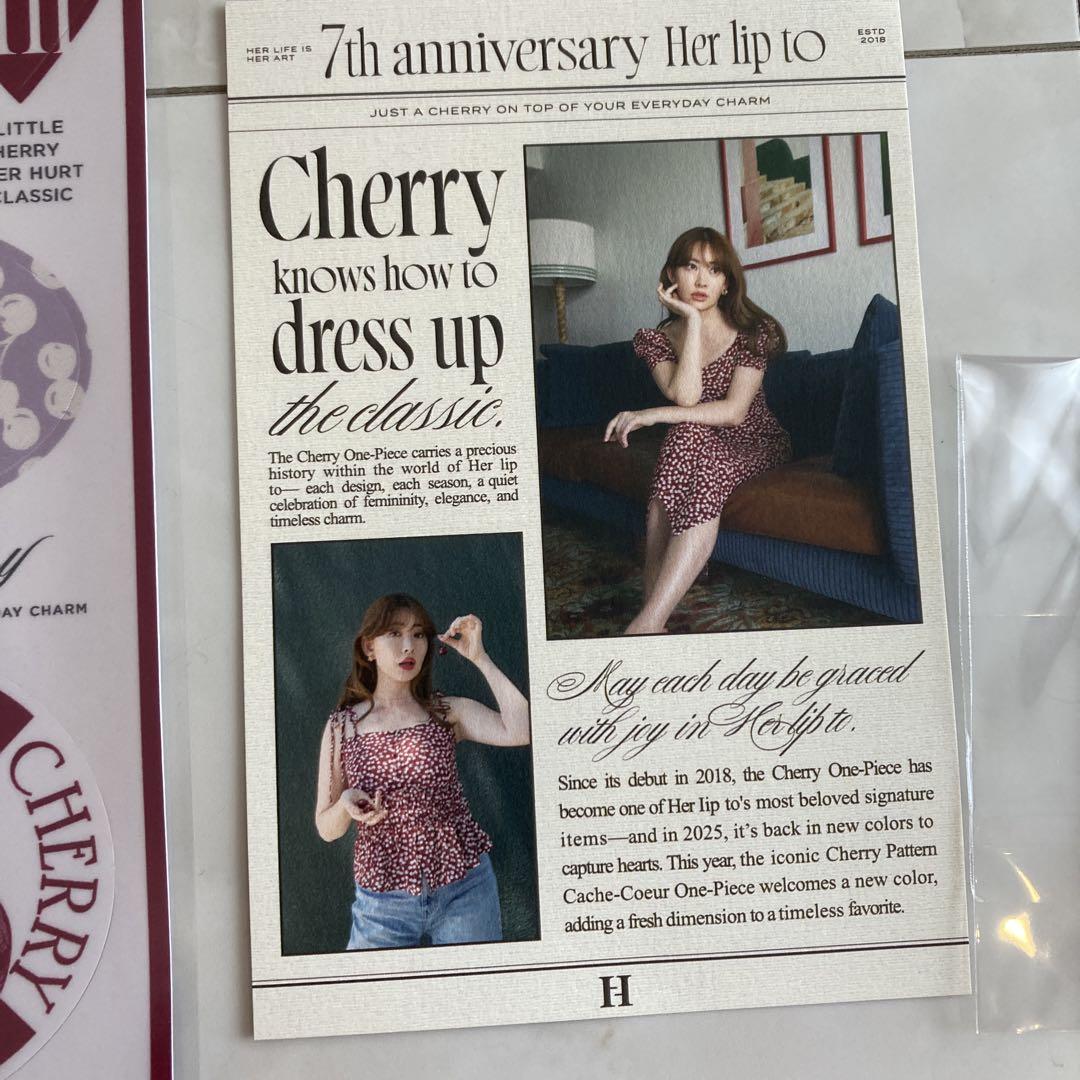 LITTLE
HERRY
ER HURT
CLASSIC
y
AY CHARM
CHERRY
HER LIFE IS
HER ART
7th anniversary Her lip to
ESTD
2018
JUST A CHERRY ON TOP OF YOUR EVERYDAY CHARM
Cherry
knows how to
dress up
the classic.
The Cherry One-Piece carries a precious
history within the world of Her lip
to— each design, each season, a quiet
celebration of femininity, elegance, and
timeless charm.
May each day be graced
with joy in Her lip to.
Since its debut in 2018, the Cherry One-Piece has
become one of Her lip to's most beloved signature
items—and in 2025, it's back in new colors to
capture hearts. This year, the iconic Cherry Pattern
Cache-Coeur One-Piece welcomes a new color,
adding a fresh dimension to a timeless favorite.
H